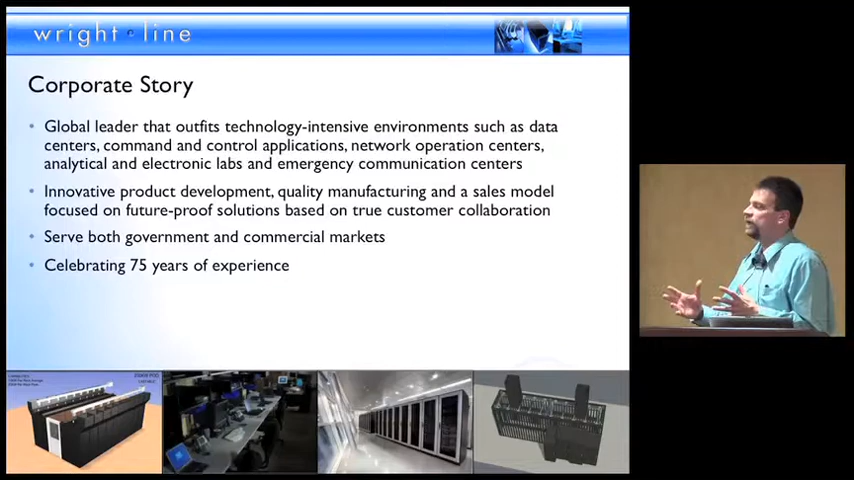 wright line
Corporate Story
• Global leader that outfits technology-intensive environments such as data
centers, command and control applications, network operation centers,
analytical and electronic labs and emergency communication centers
• Innovative product development, quality manufacturing and a sales model
focused on future-proof solutions based on true customer collaboration
• Serve both government and commercial markets
• Celebrating 75 years of experience